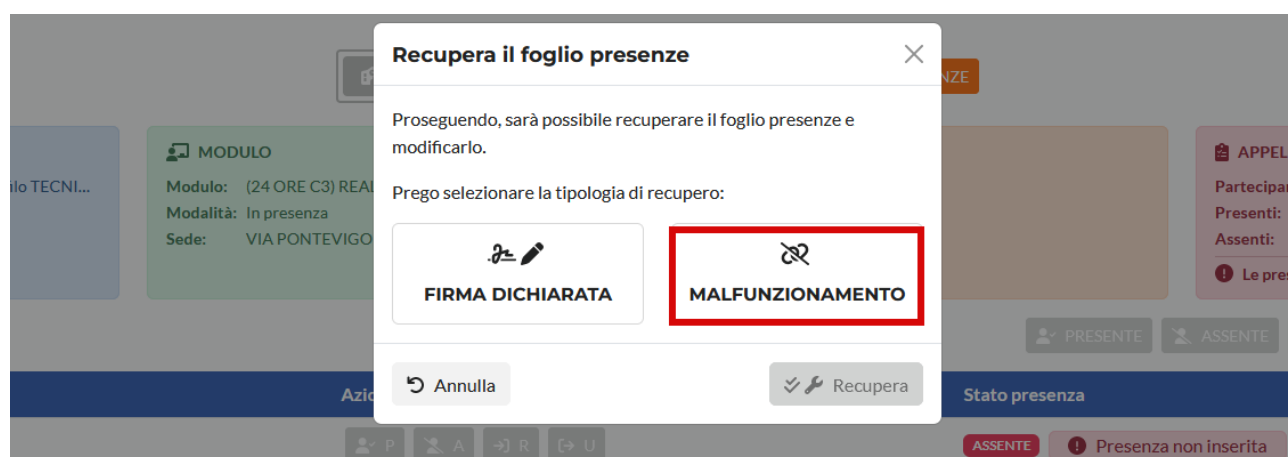 Recupera il foglio presenze
NZE
Proseguendo, sarà possibile recuperare il foglio presenze e
modificarlo.
MODULO
APPEL
ilo TECNI...
Modulo: (24 ORE C3) REAL
Prego selezionare la tipologia di recupero:
Partecipan
Modalità: In presenza
Presenti:
Sede: VIA PONTEVIGO
Assenti:
FIRMA DICHIARATA
MALFUNZIONAMENTO
Le pres
PRESENTE
ASSENTE
Annulla
Recupera
Azio
Stato presenza
P A R U
ASSENTE
Presenza non inserita